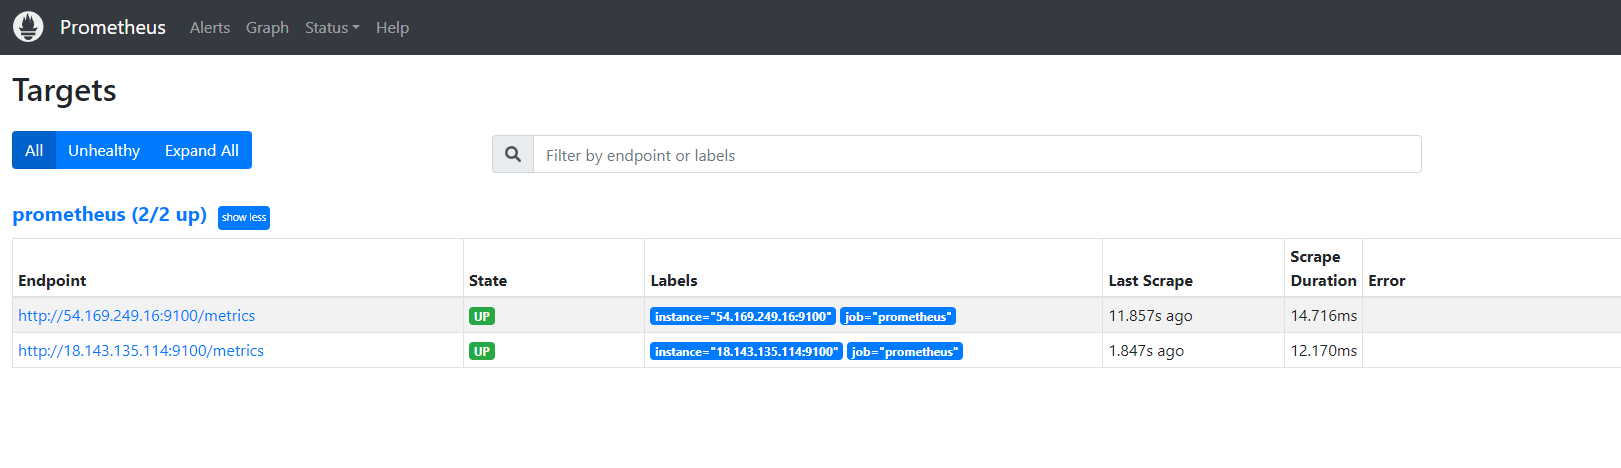 Prometheus Alerts Graph Status Help
Targets
All Unhealthy Expand All
Filter by endpoint or labels
prometheus (2/2 up) show less
Endpoint State Labels Last Scrape Scrape Duration Error
http://54.169.249.16:9100/metrics UP instance="54.169.249.16:9100" job="prometheus" 11.857s ago 14.716ms
http://18.143.135.114:9100/metrics UP instance="18.143.135.114:9100" job="prometheus" 1.847s ago 12.170ms